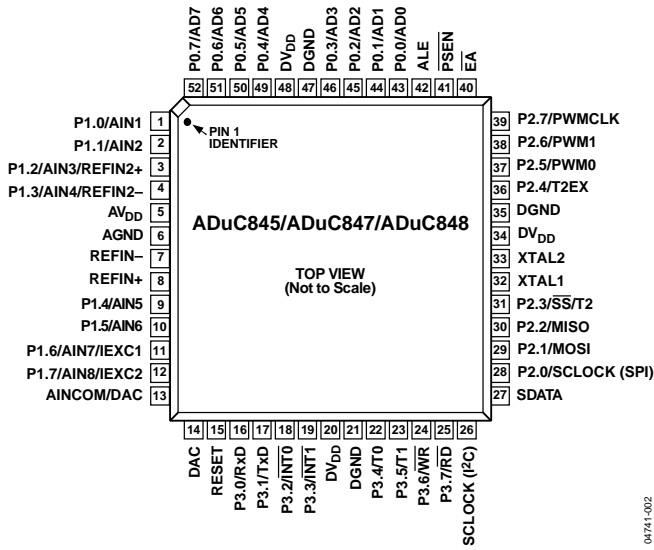 P0.7/AD7
P0.6/AD6
P0.5/AD5
P0.4/AD4
DVDD
DGND
P0.3/AD3
P0.2/AD2
P0.1/AD1
P0.0/AD0
ALE
PSEN
EA
52 51 50 49 48 47 46 45 44 43 42 41 40
P1.0/AIN1 1
P1.1/AIN2 2
P1.2/AIN3/REFIN2+ 3
P1.3/AIN4/REFIN2– 4
AVDD 5
AGND 6
REFIN– 7
REFIN+ 8
P1.4/AIN5 9
P1.5/AIN6 10
P1.6/AIN7/IEXC1 11
P1.7/AIN8/IEXC2 12
AINCOM/DAC 13
PIN 1
IDENTIFIER
ADuC845/ADuC847/ADuC848
TOP VIEW
(Not to Scale)
39 P2.7/PWMCLK
38 P2.6/PWM1
37 P2.5/PWM0
36 P2.4/T2EX
35 DGND
34 DVDD
33 XTAL2
32 XTAL1
31 P2.3/SS/T2
30 P2.2/MISO
29 P2.1/MOSI
28 P2.0/SCLOCK (SPI)
27 SDATA
14 15 16 17 18 19 20 21 22 23 24 25 26
DAC
RESET
P3.0/RxD
P3.1/TxD
P3.2/INT0
P3.3/INT1
DVDD
DGND
P3.4/T0
P3.5/T1
P3.6/WR
P3.7/RD
SCLOCK (I²C)
04741-002